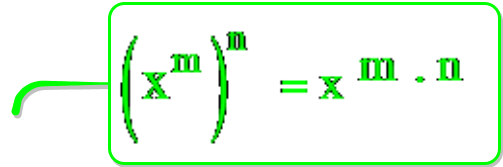 (x^m)^n = x^m . n